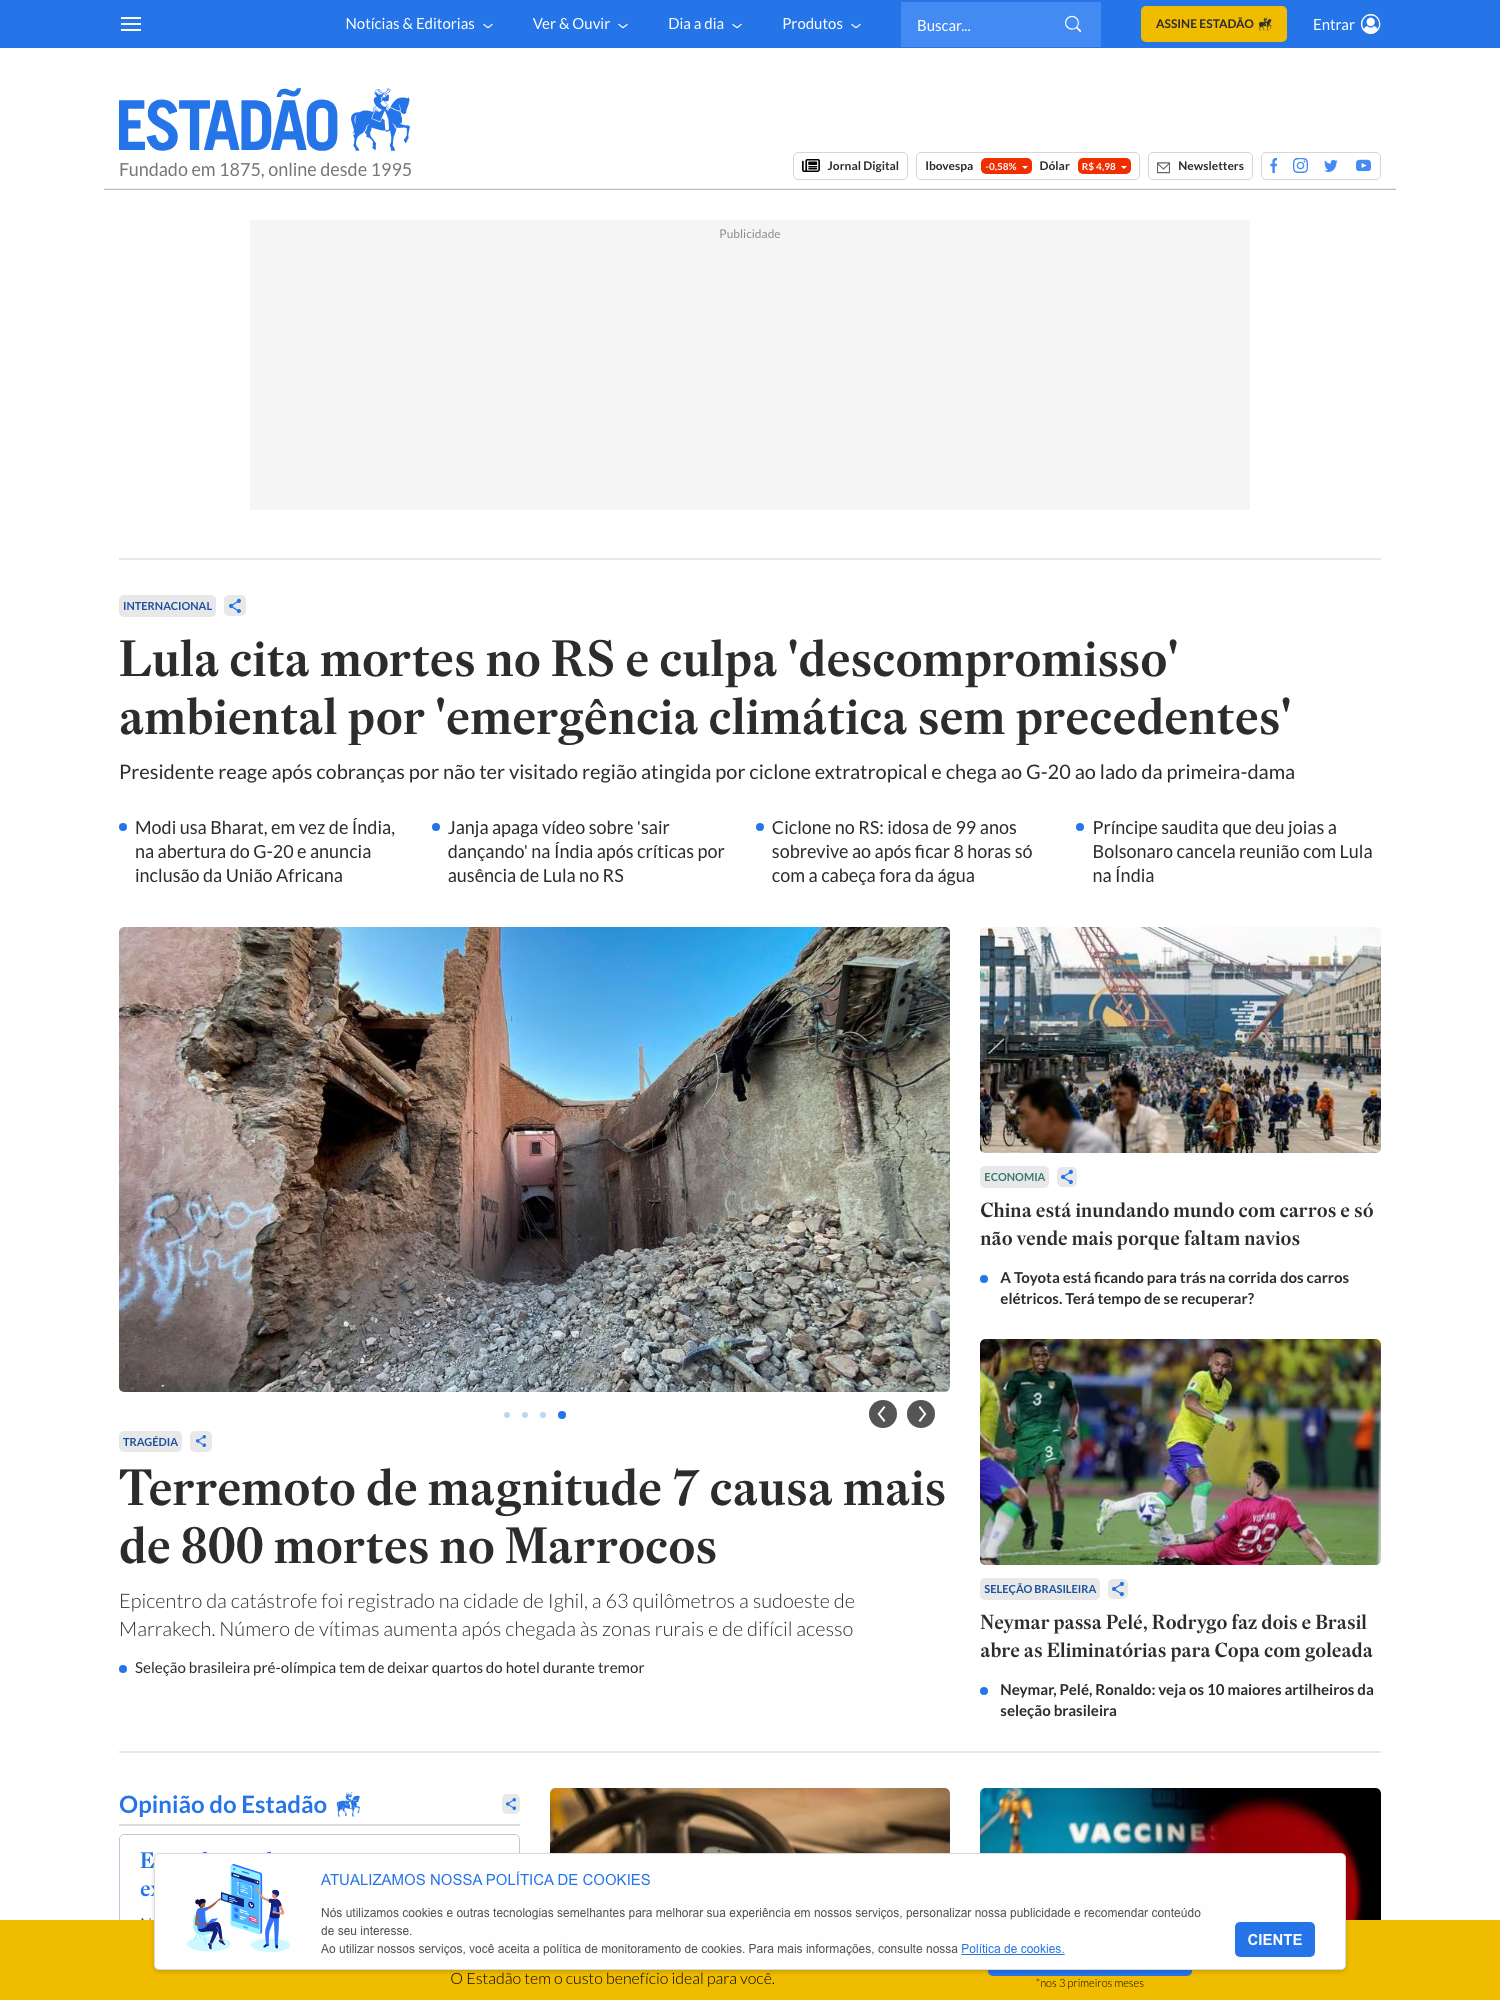 Notícias & Editorias
Ver & Ouvir
Dia a dia
Produtos
Buscar...
ASSINE ESTADÃO
Entrar
ESTADÃO
Fundado em 1875, online desde 1995
Jornal Digital
Ibovespa -0,58% Dólar R$ 4,98
Newsletters
Publicidade
INTERNACIONAL
Lula cita mortes no RS e culpa 'descompromisso'
ambiental por 'emergência climática sem precedentes'
Presidente reage após cobranças por não ter visitado região atingida por ciclone extratropical e chega ao G-20 ao lado da primeira-dama
Modi usa Bharat, em vez de Índia,
na abertura do G-20 e anuncia
inclusão da União Africana
Janja apaga vídeo sobre 'sair
dançando' na Índia após críticas por
ausência de Lula no RS
Ciclone no RS: idosa de 99 anos
sobrevive ao após ficar 8 horas só
com a cabeça fora da água
Príncipe saudita que deu joias a
Bolsonaro cancela reunião com Lula
na Índia
TRAGÉDIA
Terremoto de magnitude 7 causa mais
de 800 mortes no Marrocos
Epicentro da catástrofe foi registrado na cidade de Ighil, a 63 quilômetros a sudoeste de
Marrakech. Número de vítimas aumenta após chegada às zonas rurais e de difícil acesso
Seleção brasileira pré-olímpica tem de deixar quartos do hotel durante tremor
ECONOMIA
China está inundando mundo com carros e só
não vende mais porque faltam navios
A Toyota está ficando para trás na corrida dos carros
elétricos. Terá tempo de se recuperar?
3
3
23
SELEÇÃO BRASILEIRA
Neymar passa Pelé, Rodrygo faz dois e Brasil
abre as Eliminatórias para Copa com goleada
Neymar, Pelé, Ronaldo: veja os 10 maiores artilheiros da
seleção brasileira
Opinião do Estadão
VACCINE
ATUALIZAMOS NOSSA POLÍTICA DE COOKIES
Nós utilizamos cookies e outras tecnologias semelhantes para melhorar sua experiência em nossos serviços, personalizar nossa publicidade e recomendar conteúdo
de seu interesse.
Ao utilizar nossos serviços, você aceita a política de monitoramento de cookies. Para mais informações, consulte nossa Política de cookies.
CIENTE
O Estadão tem o custo benefício ideal para você.
*nos 3 primeiros meses